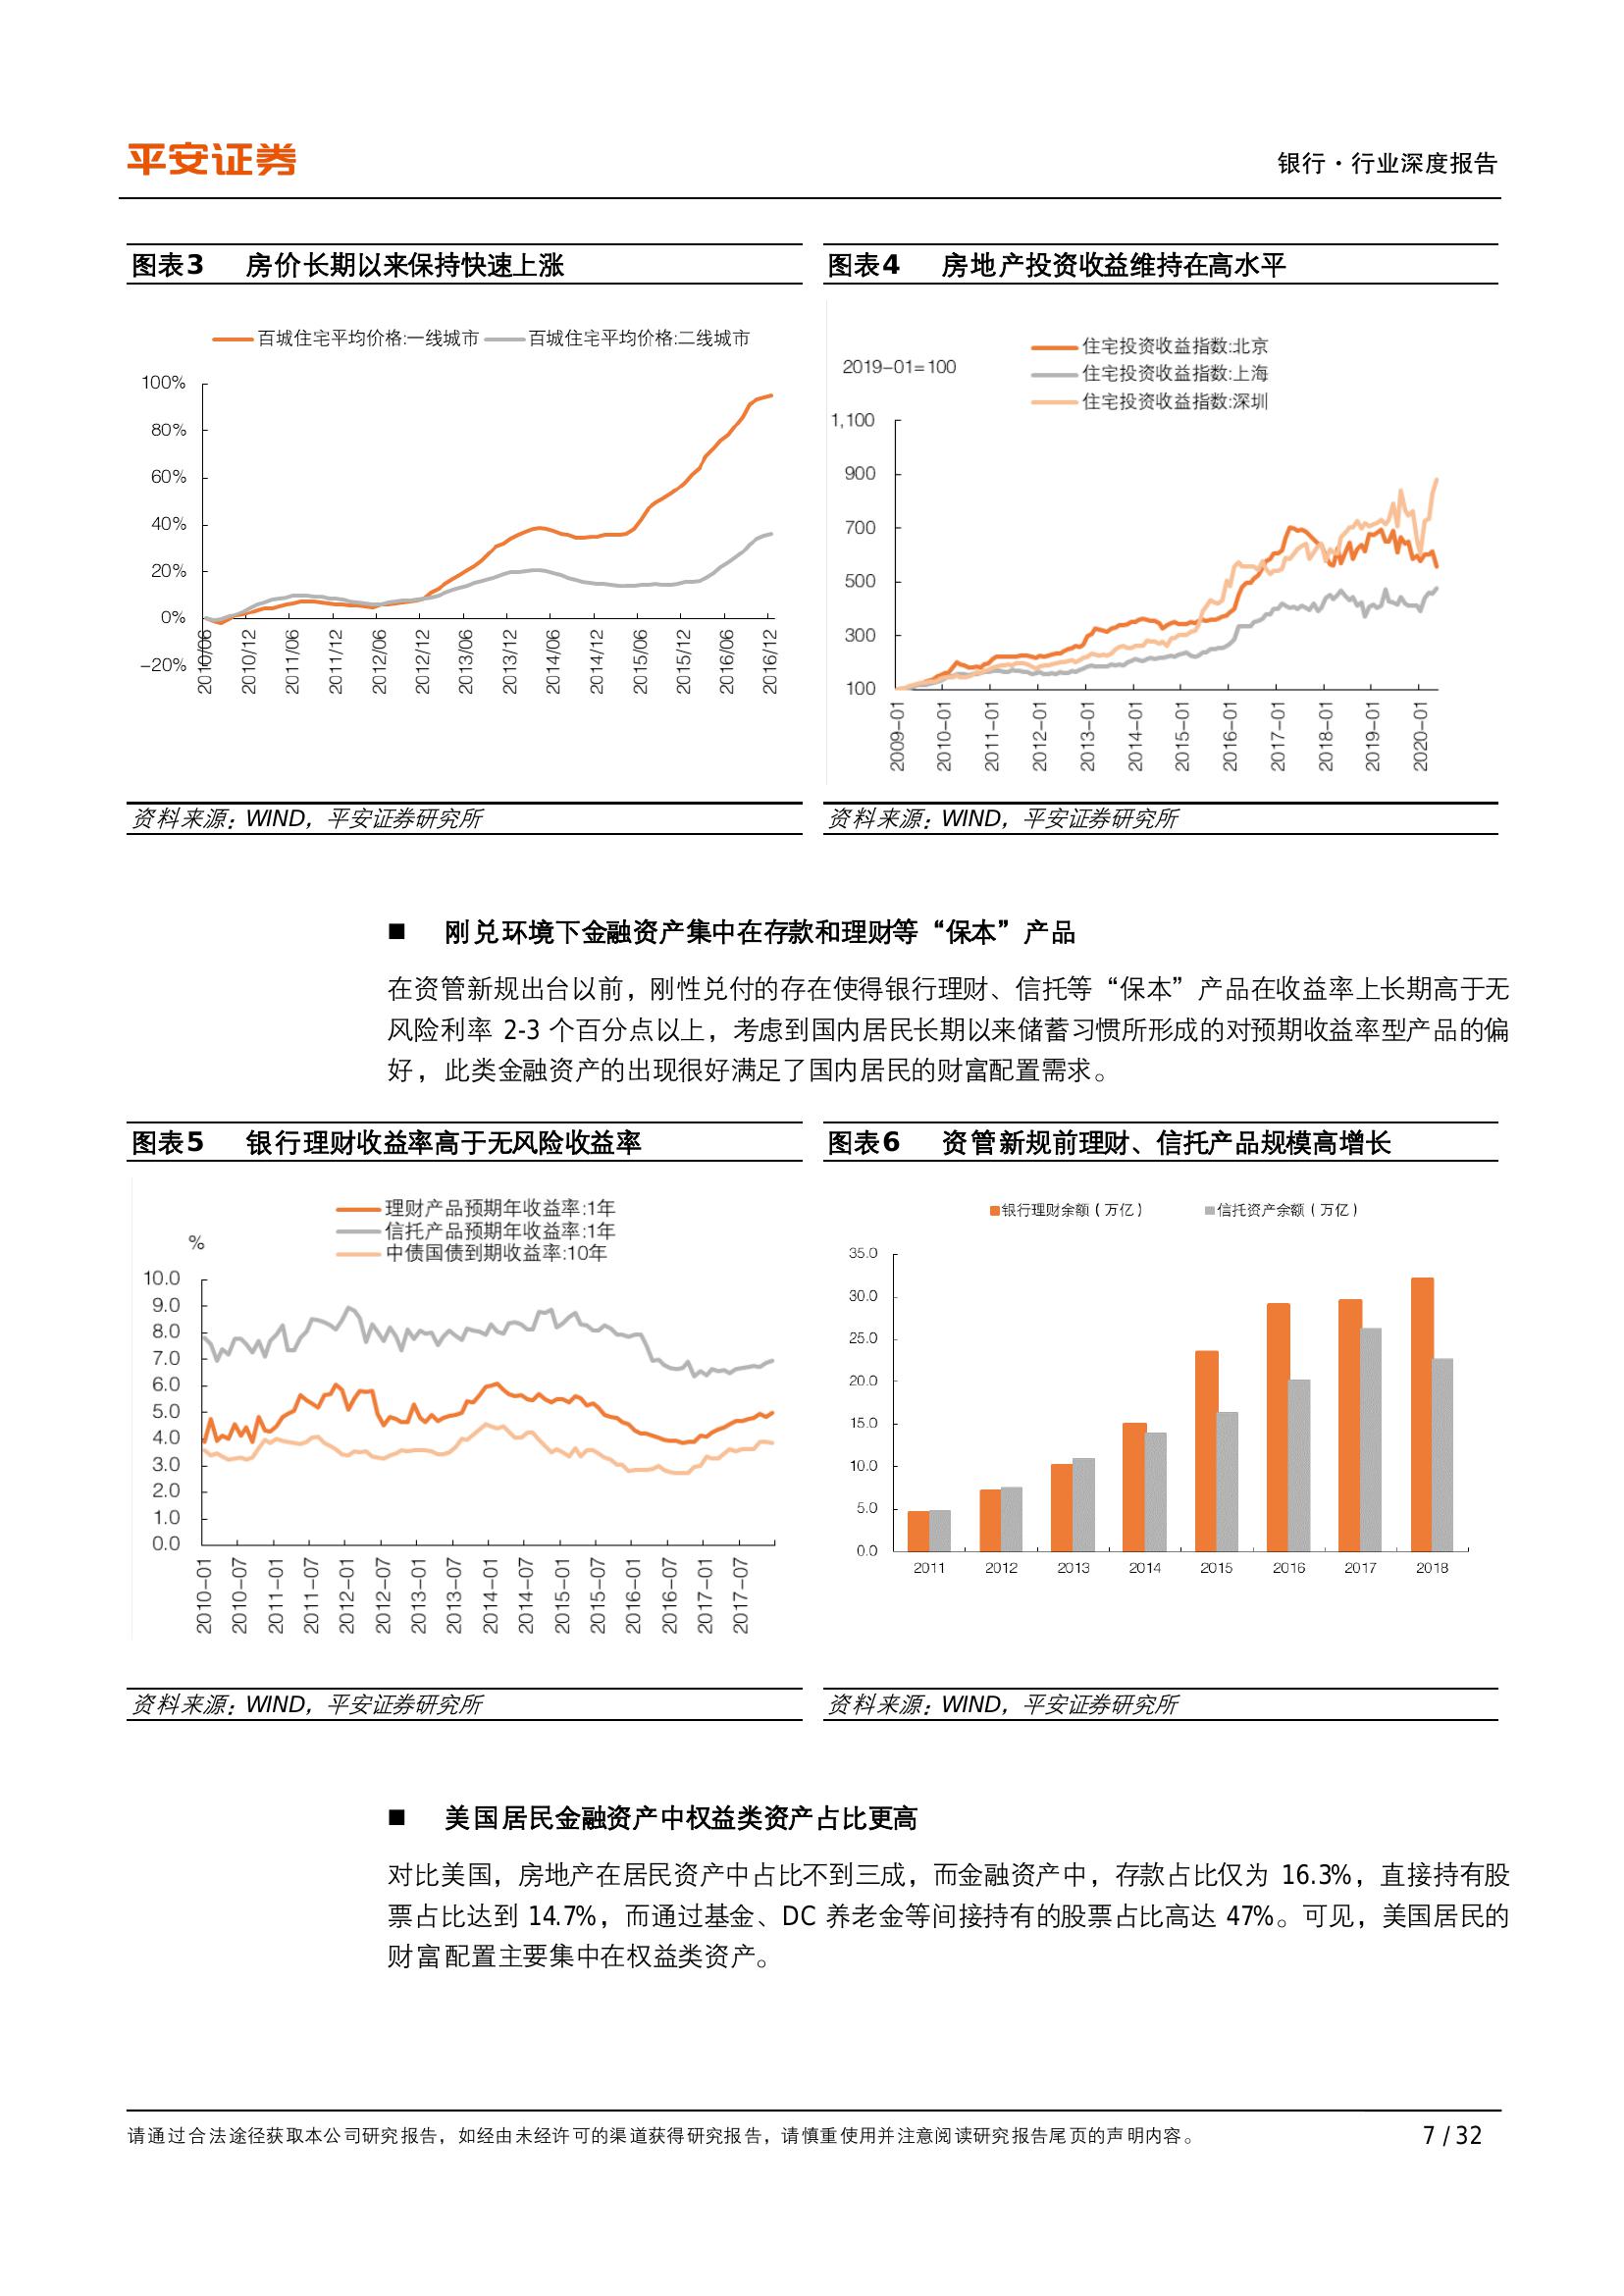 平安证券
银行·行业深度报告
图表3 房价长期以来保持快速上涨
百城住宅平均价格:一线城市 百城住宅平均价格:二线城市
100%
80%
60%
40%
20%
0%
-20%
2010/06 2010/12 2011/06 2011/12 2012/06 2012/12 2013/06 2013/12 2014/06 2014/12 2015/06 2015/12 2016/06 2016/12
资料来源：WIND，平安证券研究所
图表4 房地产投资收益维持在高水平
2019-01=100
住宅投资收益指数:北京
住宅投资收益指数:上海
住宅投资收益指数:深圳
1,100
900
700
500
300
100
2009-01 2010-01 2011-01 2012-01 2013-01 2014-01 2015-01 2016-01 2017-01 2018-01 2019-01 2020-01
资料来源：WIND，平安证券研究所
■ 刚兑环境下金融资产集中在存款和理财等“保本”产品
在资管新规出台以前，刚性兑付的存在使得银行理财、信托等“保本”产品在收益率上长期高于无
风险利率 2-3 个百分点以上，考虑到国内居民长期以来储蓄习惯所形成的对预期收益率型产品的偏
好，此类金融资产的出现很好满足了国内居民的财富配置需求。
图表5 银行理财收益率高于无风险收益率
理财产品预期年收益率:1年
信托产品预期年收益率:1年
中债国债到期收益率:10年
%
10.0
9.0
8.0
7.0
6.0
5.0
4.0
3.0
2.0
1.0
0.0
2010-01 2010-07 2011-01 2011-07 2012-01 2012-07 2013-01 2013-07 2014-01 2014-07 2015-01 2015-07 2016-01 2016-07 2017-01 2017-07
资料来源：WIND，平安证券研究所
图表6 资管新规前理财、信托产品规模高增长
银行理财余额（万亿） 信托资产余额（万亿）
35.0
30.0
25.0
20.0
15.0
10.0
5.0
0.0
2011 2012 2013 2014 2015 2016 2017 2018
资料来源：WIND，平安证券研究所
■ 美国居民金融资产中权益类资产占比更高
对比美国，房地产在居民资产中占比不到三成，而金融资产中，存款占比仅为 16.3%，直接持有股
票占比达到 14.7%，而通过基金、DC 养老金等间接持有的股票占比高达 47%。可见，美国居民的
财富配置主要集中在权益类资产。
请通过合法途径获取本公司研究报告，如经由未经许可的渠道获得研究报告，请慎重使用并注意阅读研究报告尾页的声明内容。
7 / 32